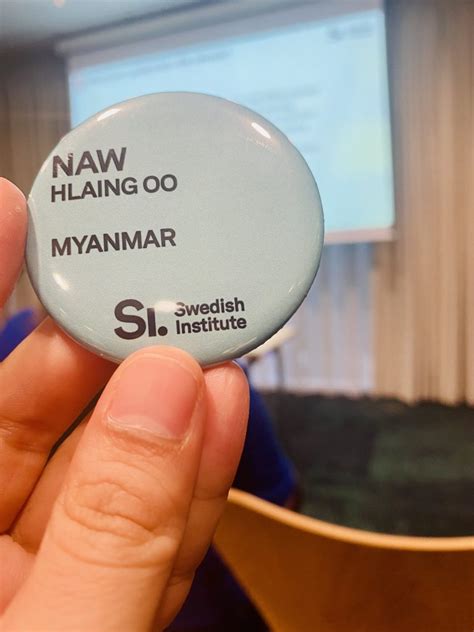 NAW
HLAING OO
MYANMAR
SI. Swedish
Institute